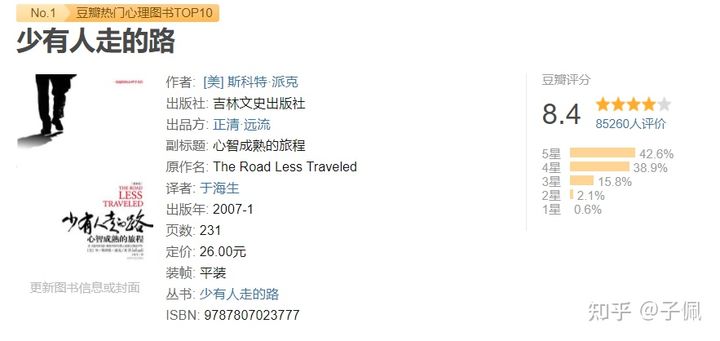 No.1 豆瓣热门心理图书TOP10
少有人走的路
THE ROAD
LESS
TRAVELED
少有人走的路
心智成熟的旅程
更新图书信息或封面
作者: [美] 斯科特·派克
出版社: 吉林文史出版社
出品方: 正清·远流
副标题: 心智成熟的旅程
原作名: The Road Less Traveled
译者: 于海生
出版年: 2007-1
页数: 231
定价: 26.00元
装帧: 平装
丛书: 少有人走的路
ISBN: 9787807023777
豆瓣评分
8.4
85260人评价
5星 42.6%
4星 38.9%
3星 15.8%
2星 2.1%
1星 0.6%
知乎 @子佩